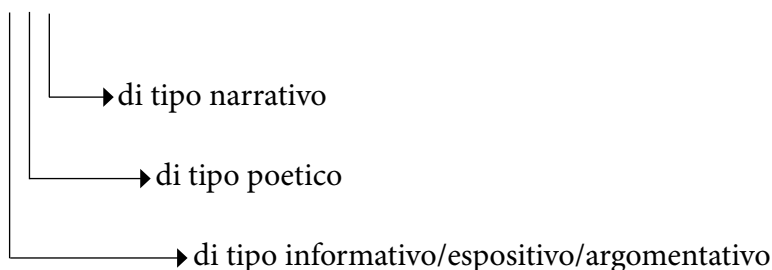 di tipo narrativo
di tipo poetico
di tipo informativo/espositivo/argomentativo